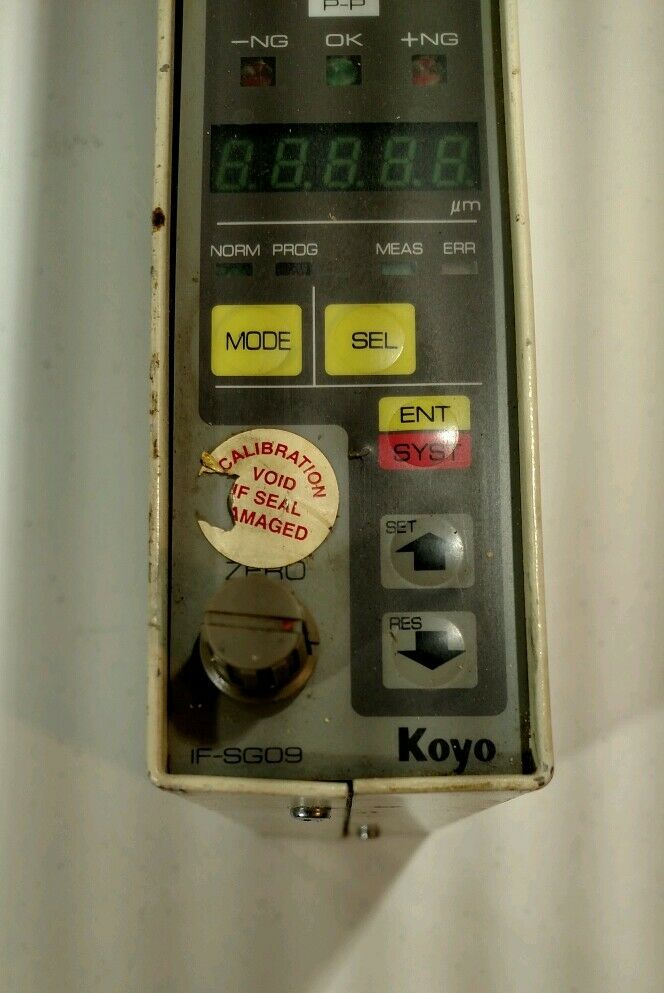 P-P
-NG OK +NG
μm
NORM PROG MEAS ERR
MODE SEL
ENT
SYST
CALIBRATION
VOID
IF SEAL
AMAGED
SET
ZERO
RES
IF-SG09
Koyo